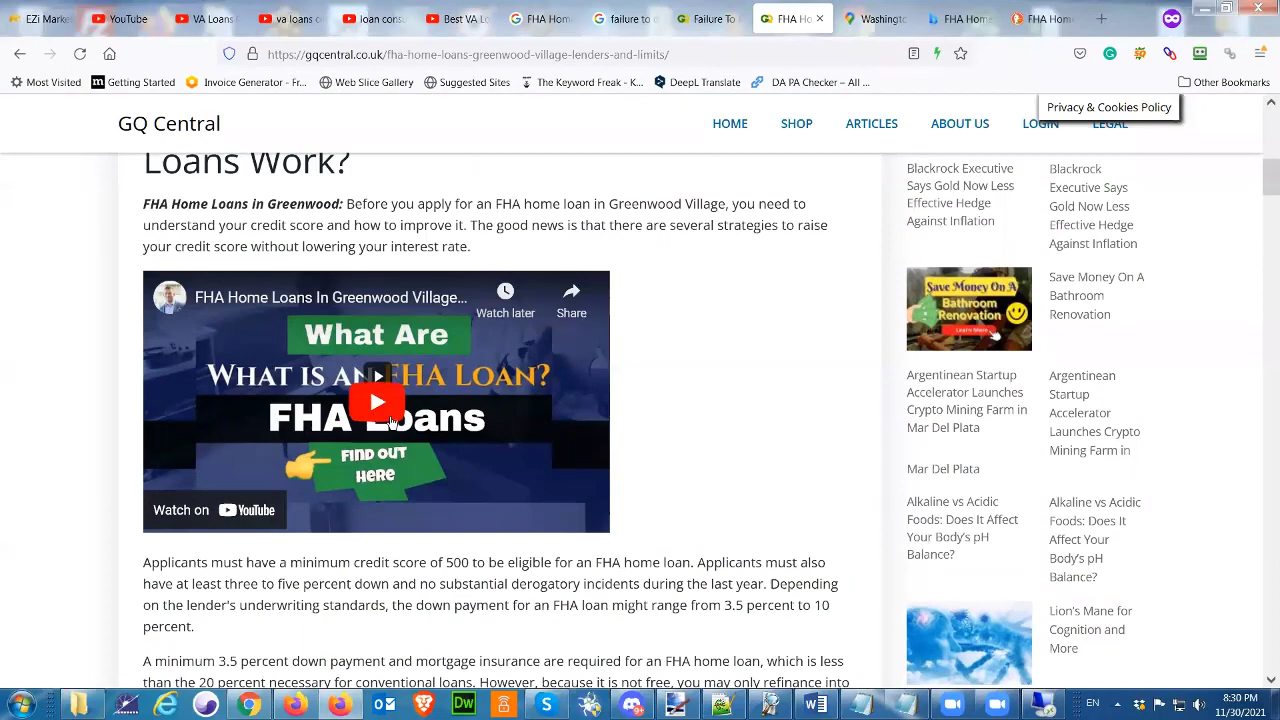 EZi Marke
YouTube
VA Loans
va loans c
loan cons
Best VA Lo
FHA Hom
failure to
Failure To
FHA Ho
Washingto
FHA Home
FHA Home
https://gqcentral.co.uk/fha-home-loans-greenwood-village-lenders-and-limits/
Most Visited
Getting Started
Invoice Generator - Fr...
Web Slice Gallery
Suggested Sites
The Keyword Freak - K...
DeepL Translate
DA PA Checker – All ...
Other Bookmarks
Privacy & Cookies Policy
GQ Central
HOME
SHOP
ARTICLES
ABOUT US
LOGIN
LEGAL
Loans Work?
FHA Home Loans in Greenwood: Before you apply for an FHA home loan in Greenwood Village, you need to
understand your credit score and how to improve it. The good news is that there are several strategies to raise
your credit score without lowering your interest rate.
FHA Home Loans In Greenwood Village...
Watch later
Share
What Are
WHAT IS AN FHA LOAN?
FHA Loans
FIND OUT
HERE
Watch on YouTube
Applicants must have a minimum credit score of 500 to be eligible for an FHA home loan. Applicants must also
have at least three to five percent down and no substantial derogatory incidents during the last year. Depending
on the lender's underwriting standards, the down payment for an FHA loan might range from 3.5 percent to 10
percent.
A minimum 3.5 percent down payment and mortgage insurance are required for an FHA home loan, which is less
than the 20 percent necessary for conventional loans. However, because it is not free, you may only refinance into
Blackrock Executive
Says Gold Now Less
Effective Hedge
Against Inflation
Blackrock
Executive Says
Gold Now Less
Effective Hedge
Against Inflation
Save Money On A
Bathroom
Renovation
Learn More
Save Money On A
Bathroom
Renovation
Argentinean Startup
Accelerator Launches
Crypto Mining Farm in
Mar Del Plata
Argentinean
Startup
Accelerator
Launches Crypto
Mining Farm in
Mar Del Plata
Alkaline vs Acidic
Foods: Does It Affect
Your Body's pH
Balance?
Alkaline vs Acidic
Foods: Does It
Affect Your
Body's pH
Balance?
Lion's Mane for
Cognition and
More
EN
8:30 PM
11/30/2021